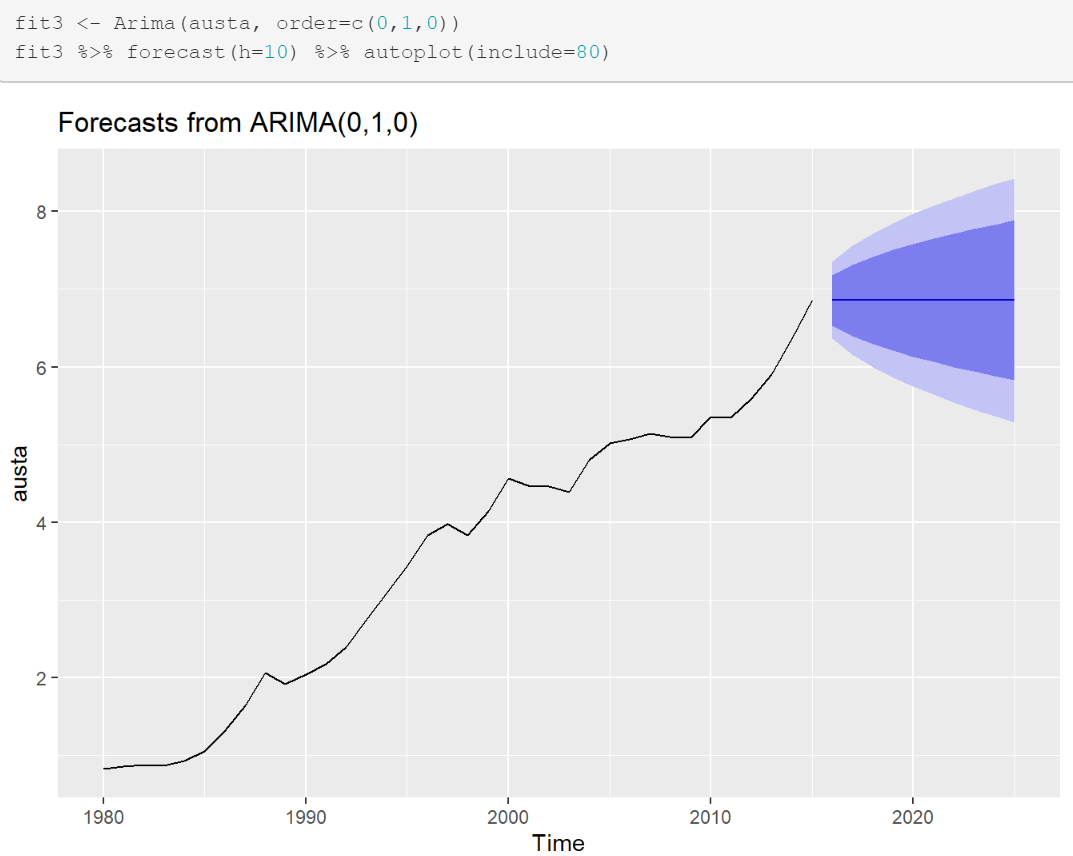 fit3 <- Arima(austa, order=c(0,1,0))
fit3 %>% forecast(h=10) %>% autoplot(include=80)
Forecasts from ARIMA(0,1,0)
8
6
4
2
austa
1980 1990 2000 2010 2020
Time